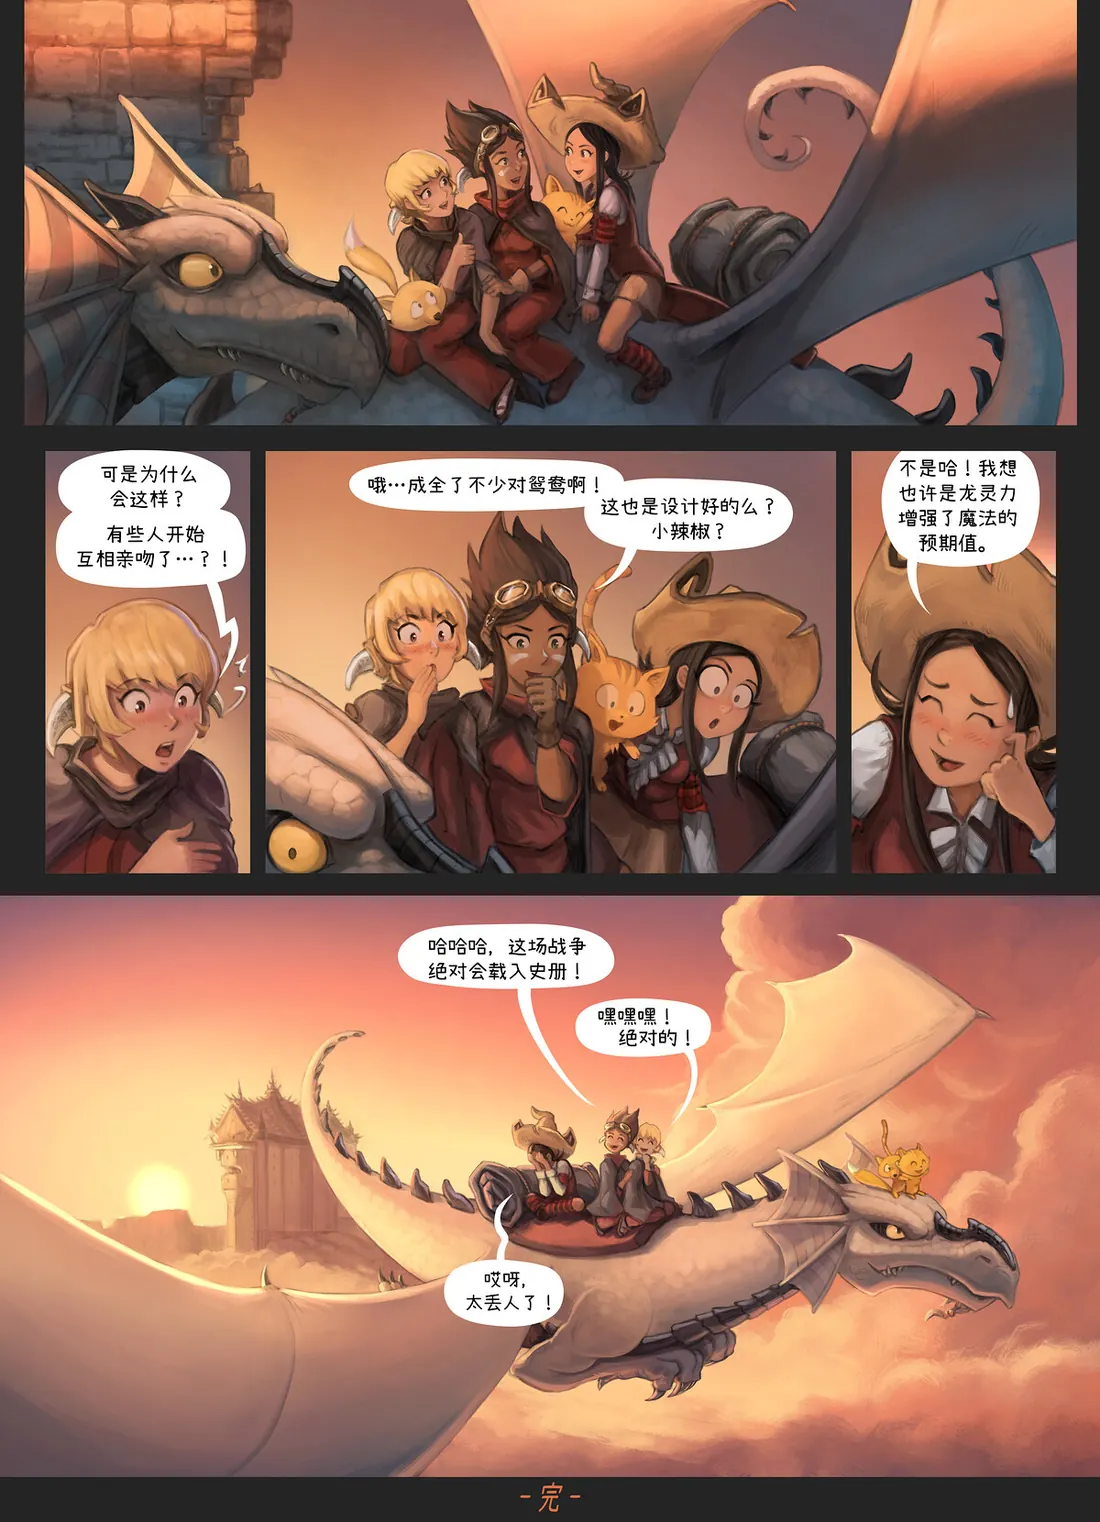 可是为什么
会这样？
有些人开始
互相亲吻了…？！
哦…成全了不少对鸳鸯啊！
这也是设计好的么？
小辣椒？
不是哈！我想
也许是龙灵力
增强了魔法的
预期值。
哈哈哈，这场战争
绝对会载入史册！
嘿嘿嘿！
绝对的！
哎呀，
太丢人了！
-完-